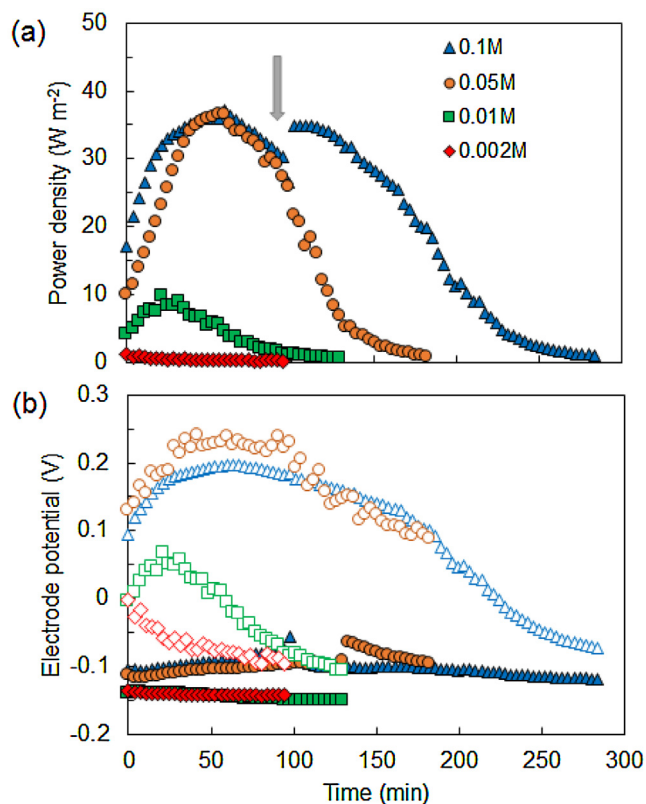 (a)
Power density (W m⁻²)
50
40
30
20
10
0
0.1M
0.05M
0.01M
0.002M
(b)
Electrode potential (V)
0.3
0.2
0.1
0
-0.1
-0.2
0 50 100 150 200 250 300
Time (min)